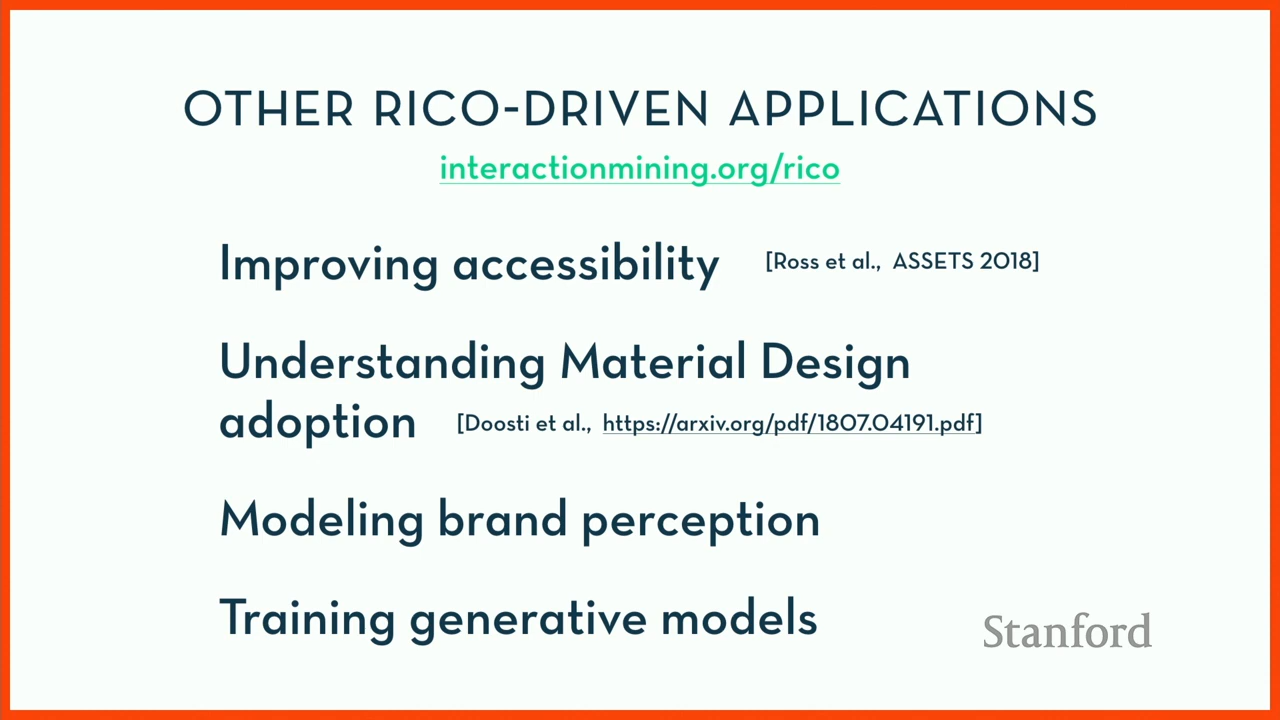 OTHER RICO-DRIVEN APPLICATIONS
interactionmining.org/rico
Improving accessibility [Ross et al., ASSETS 2018]
Understanding Material Design
adoption [Doosti et al., https://arxiv.org/pdf/1807.04191.pdf]
Modeling brand perception
Training generative models
Stanford